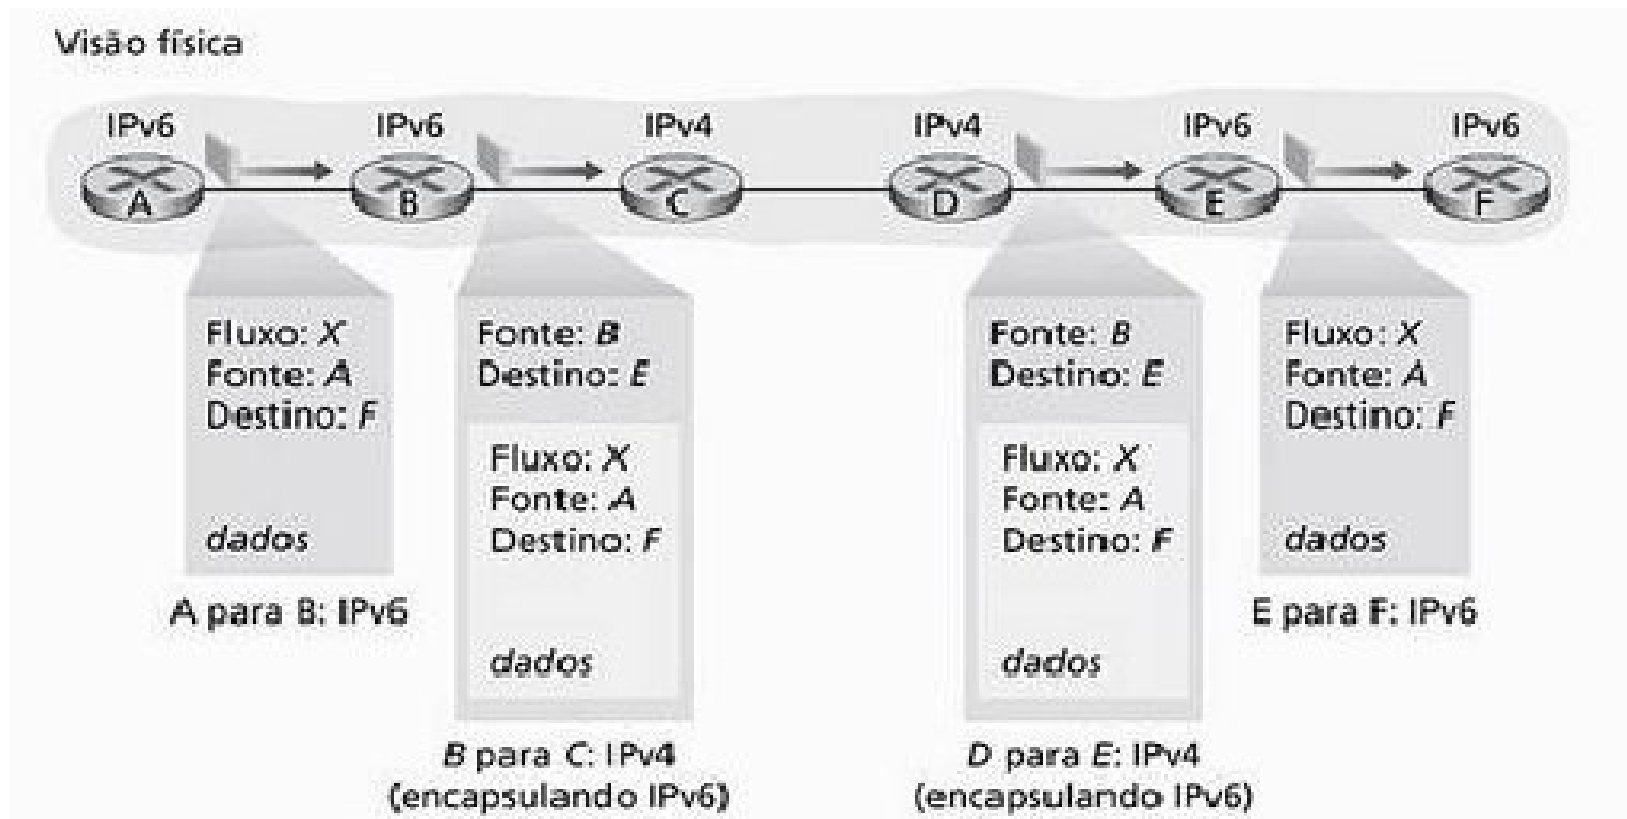 Visão física
IPv6
IPv6
IPv4
IPv4
IPv6
IPv6
A
B
C
D
E
F
Fluxo: X
Fonte: A
Destino: F
dados
A para B: IPv6
Fonte: B
Destino: E
Fluxo: X
Fonte: A
Destino: F
dados
B para C: IPv4
(encapsulando IPv6)
Fonte: B
Destino: E
Fluxo: X
Fonte: A
Destino: F
dados
D para E: IPv4
(encapsulando IPv6)
Fluxo: X
Fonte: A
Destino: F
dados
E para F: IPv6